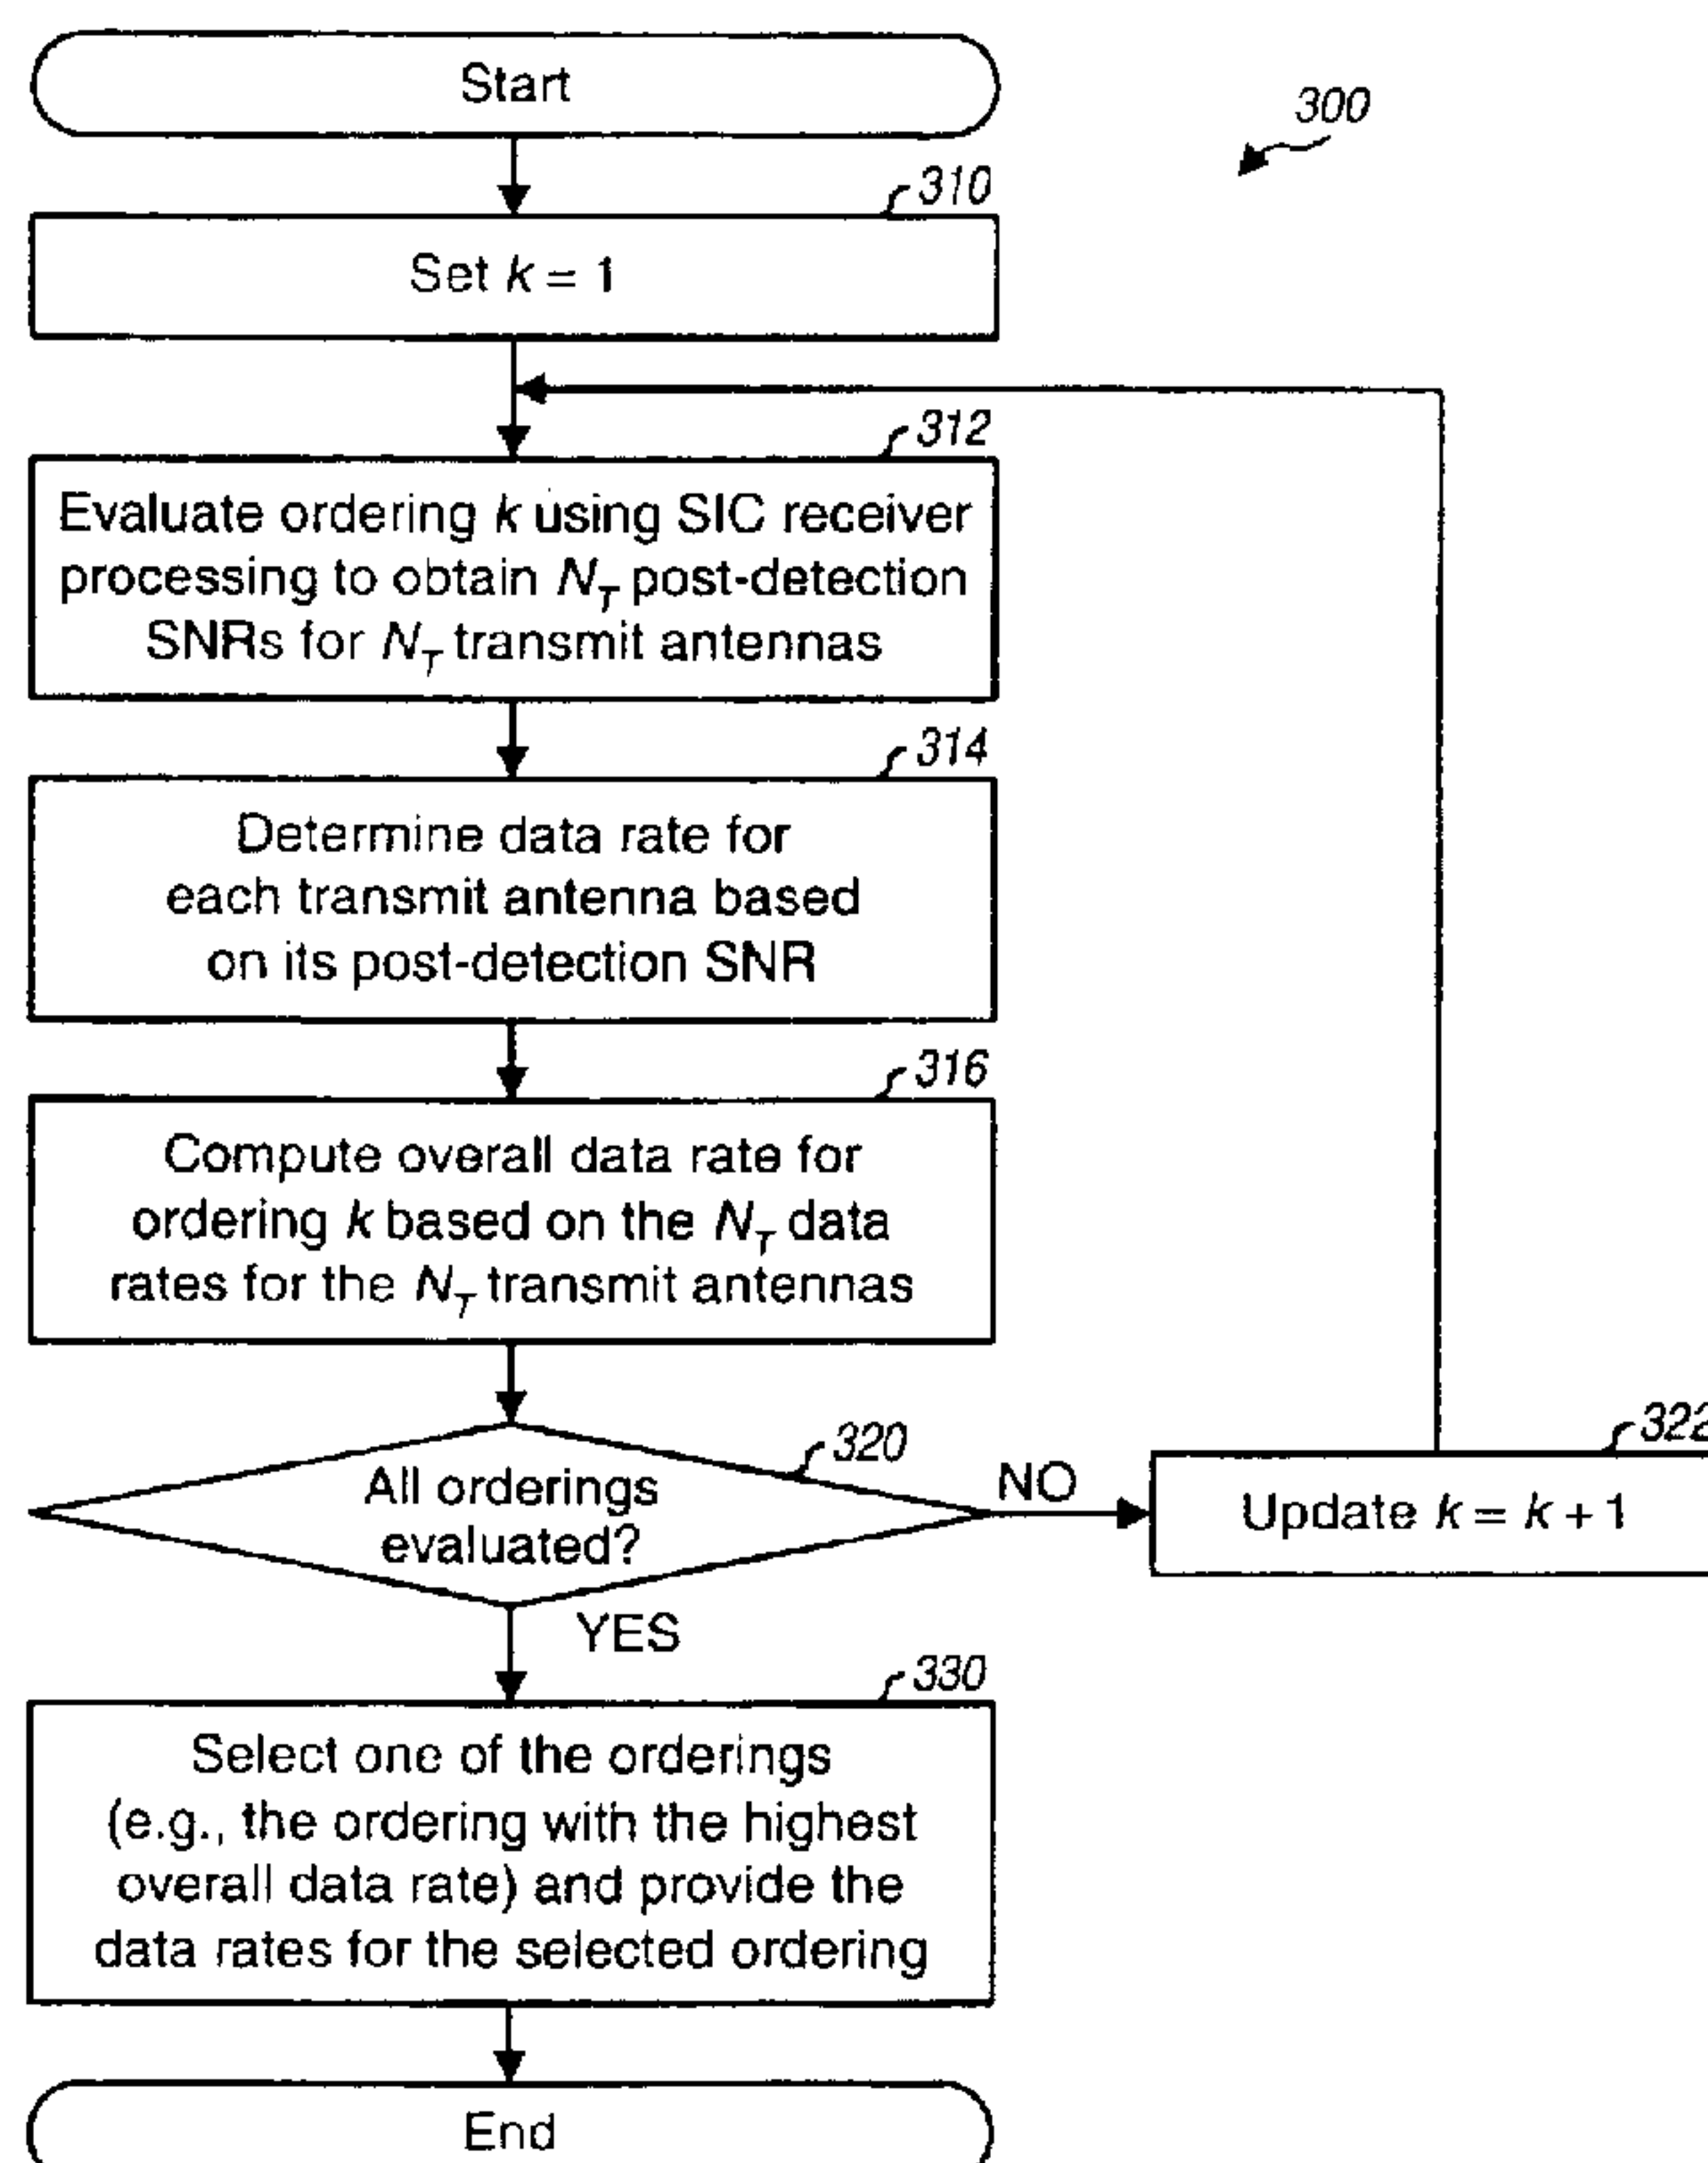 Start
300
310
Set k = 1
312
Evaluate ordering k using SIC receiver
processing to obtain N_T post-detection
SNRs for N_T transmit antennas
314
Determine data rate for
each transmit antenna based
on its post-detection SNR
316
Compute overall data rate for
ordering k based on the N_T data
rates for the N_T transmit antennas
320
All orderings
evaluated?
NO
322
Update k = k + 1
YES
330
Select one of the orderings
(e.g., the ordering with the highest
overall data rate) and provide the
data rates for the selected ordering
End